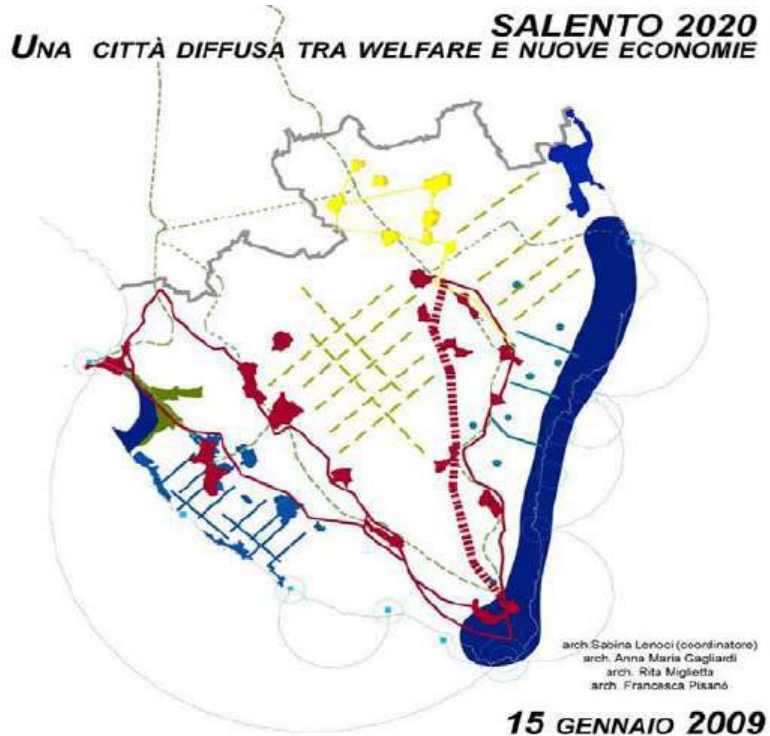 SALENTO 2020
UNA CITTÀ DIFFUSA TRA WELFARE E NUOVE ECONOMIE
arch.Sabina Lenoci (coordinatore)
arch. Anna Maria Gagliardi
arch. Rita Miglietta
arch. Francesca Pisanò
15 GENNAIO 2009